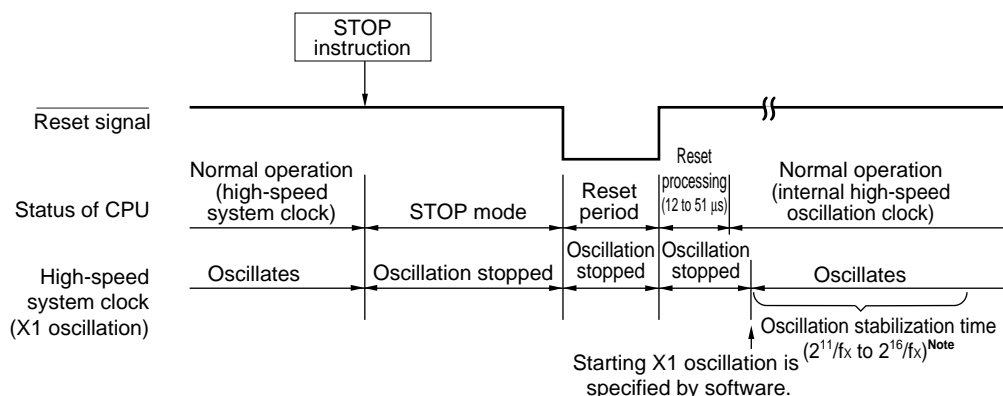 STOP
instruction
Reset signal
Normal operation
(high-speed
system clock)
Status of CPU
STOP mode
Reset
period
Reset
processing
(12 to 51 μs)
Normal operation
(internal high-speed
oscillation clock)
High-speed
system clock
(X1 oscillation)
Oscillates
Oscillation stopped
Oscillation
stopped
Oscillation
stopped
Oscillates
Oscillation stabilization time
(2¹¹/fx to 2¹⁶/fx)Note
Starting X1 oscillation is
specified by software.